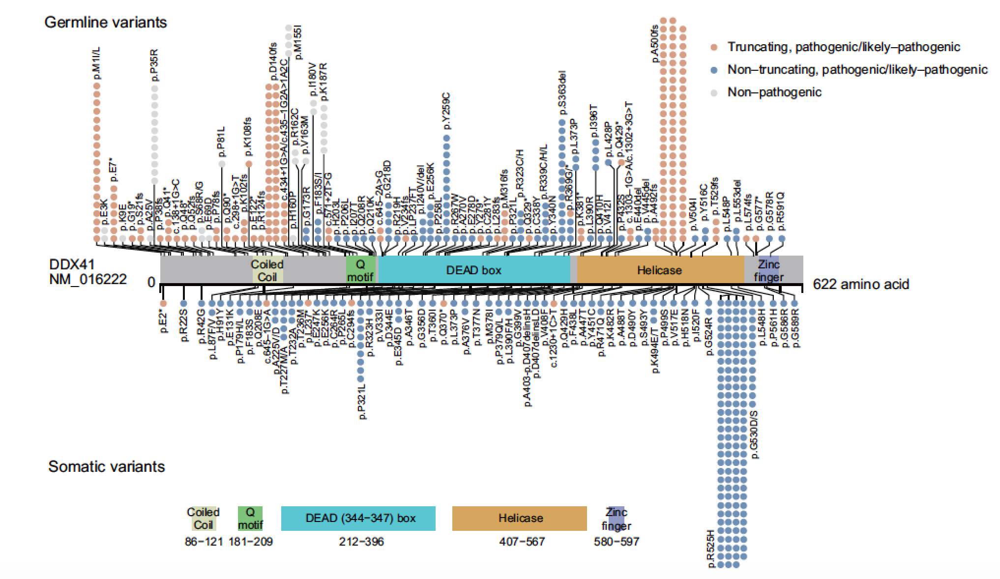 Germline variants
Truncating, pathogenic/likely–pathogenic
Non–truncating, pathogenic/likely–pathogenic
Non–pathogenic
p.M1I/L
p.E3K
p.E7*
p.K9E
p.G19*
p.S21fs
p.A25V
p.P35R
p.P38fs
p.Q41*
c.138+1G>C
p.Q48*
p.Q52fs
p.S68R/G
p.E69D
p.P78fs
p.P81L
p.Q90*
c.298+1G>T
p.K102fs
p.K108fs
p.E122*
p.R124fs
p.D140fs
c.434+1G>A/c.435–1G2A>1A2C
p.M155I
p.H160P
p.R162C
p.V163M
p.G173R
p.I180V
p.F183S/I
p.K187R
c.571+2T>G
p.H203L
p.P206L
p.I207T
p.Q208R
p.Q210K
c.645–2A>G
p.G218D
p.R219H
p.V234fs
p.LP237FT
p.I240V/del
p.E256K
p.P258L
p.Y259C
p.R267W
p.A270V
p.E278D
p.Y279*
p.C281Y
p.L283fs
p.M316fs
p.P321L
p.R323C/H
p.Q329*
p.C338Y
p.R339C/H/L
p.Y340N
p.S363del
p.R369G/*
p.L373P
p.K381*
p.L390R
p.I396T
p.Q410H
p.V412I
p.L428P
p.Q429*
p.P432S
c.1303–1G>A/c.1302+3G>T
p.E440del
p.V445del
p.A492fs
p.A500fs
p.V504I
p.Y516C
p.T529fs
p.L548P
p.L553del
p.L574fs
p.G577*
p.G578R
p.R591Q
DDX41
NM_016222
0
Coiled
Coil
Q
motif
DEAD box
Helicase
Zinc
finger
622 amino acid
p.E2*
p.R22S
p.R42G
p.L87F/V
p.H91Y
p.E131K
p.P179H/L
p.F183S
p.Q208E
c.645–1G>A
p.A225V/D
p.T227M/A
p.T232A
p.T236M
p.L237*
p.E247K
p.E256K
p.C264R
p.P265L
p.C294fs
p.P321L
p.R323H
p.V333I
p.D344E
p.E345D
p.A346T
p.G356D
p.T360I
p.Q370*
p.L373P
p.A376V
p.T377N
p.M378I
p.P379Q/L
p.L390F/H
p.G399V
p.A403-p.D407delinsH
p.D407delinsLD
p.V408F
c.1230+1C>T
p.Q429H
p.F438L
p.A447T
p.Y451C
p.R471Q
p.K482R
p.A488T
p.D490Y
p.S493Y
p.K494E/T
p.P499S
p.V517E
p.H518N
p.I520F
p.G524R
p.R525H
p.G530D/S
p.L548H
p.P561H
p.G586R
p.G589R
Somatic variants
Coiled
Coil
86–121
Q
motif
181–209
DEAD (344–347) box
212–396
Helicase
407–567
Zinc
finger
580–597